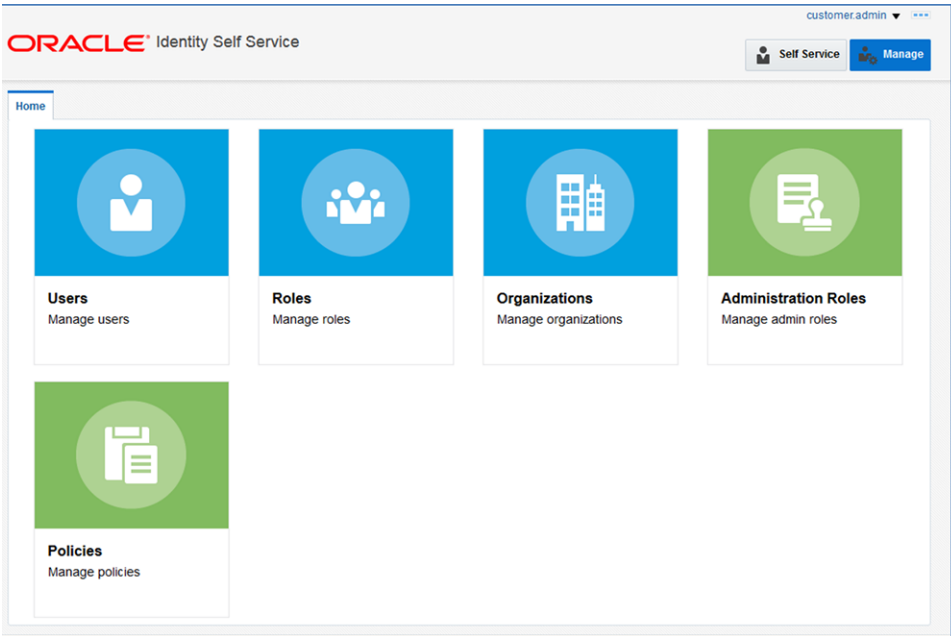 customer.admin
ORACLE® Identity Self Service
Self Service
Manage
Home
Users
Manage users
Roles
Manage roles
Organizations
Manage organizations
Administration Roles
Manage admin roles
Policies
Manage policies